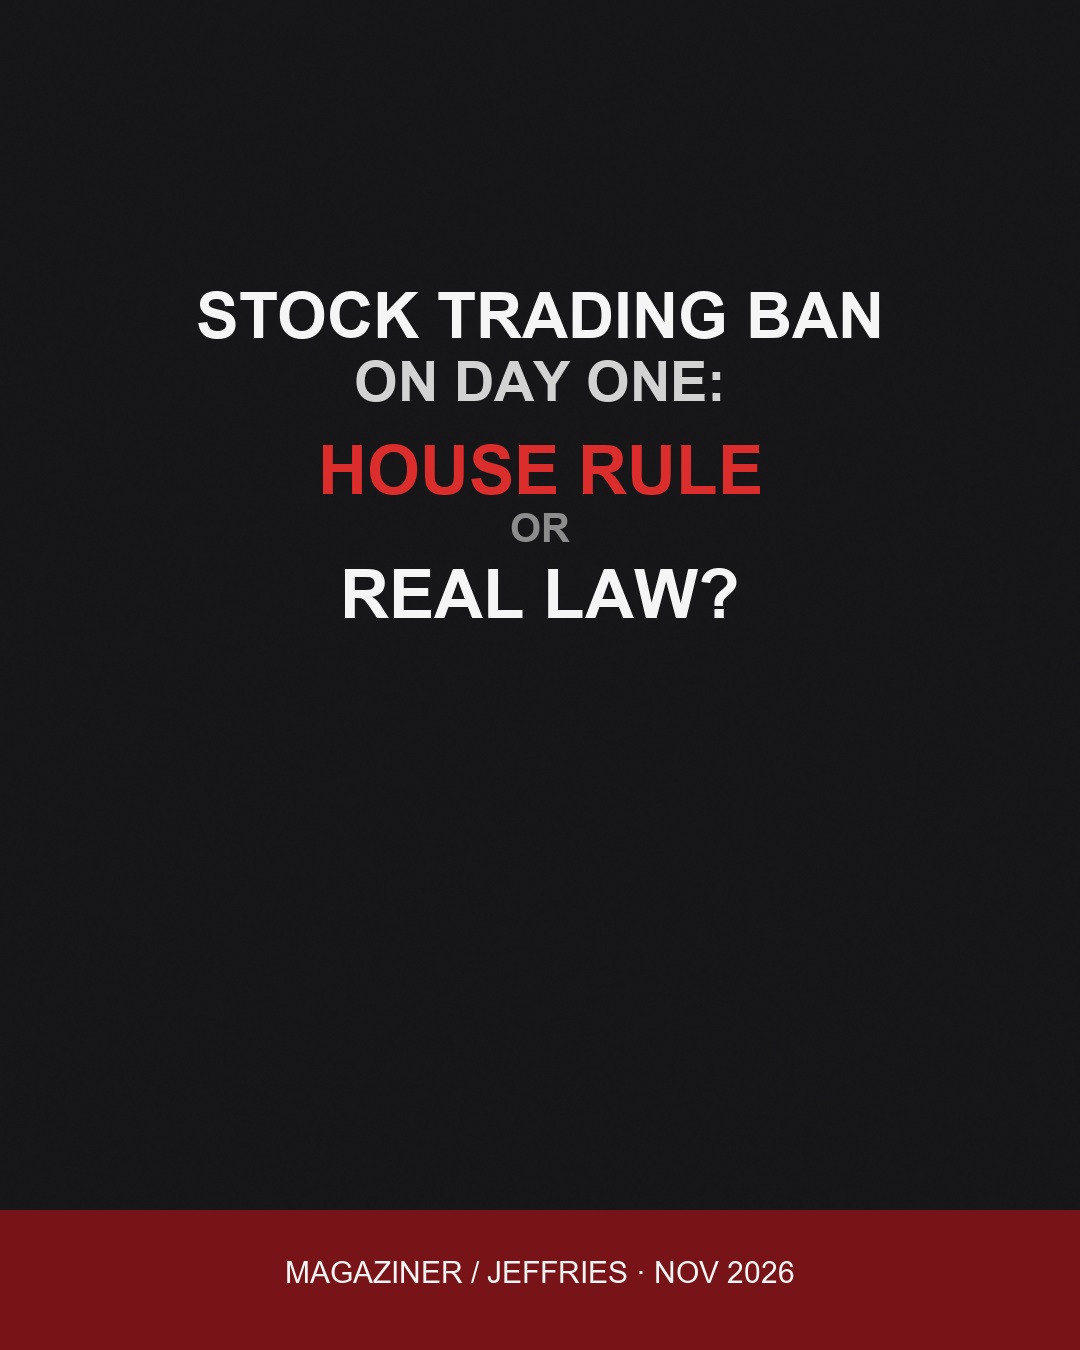 STOCK TRADING BAN
ON DAY ONE:
HOUSE RULE
OR
REAL LAW?
MAGAZINER / JEFFRIES · NOV 2026